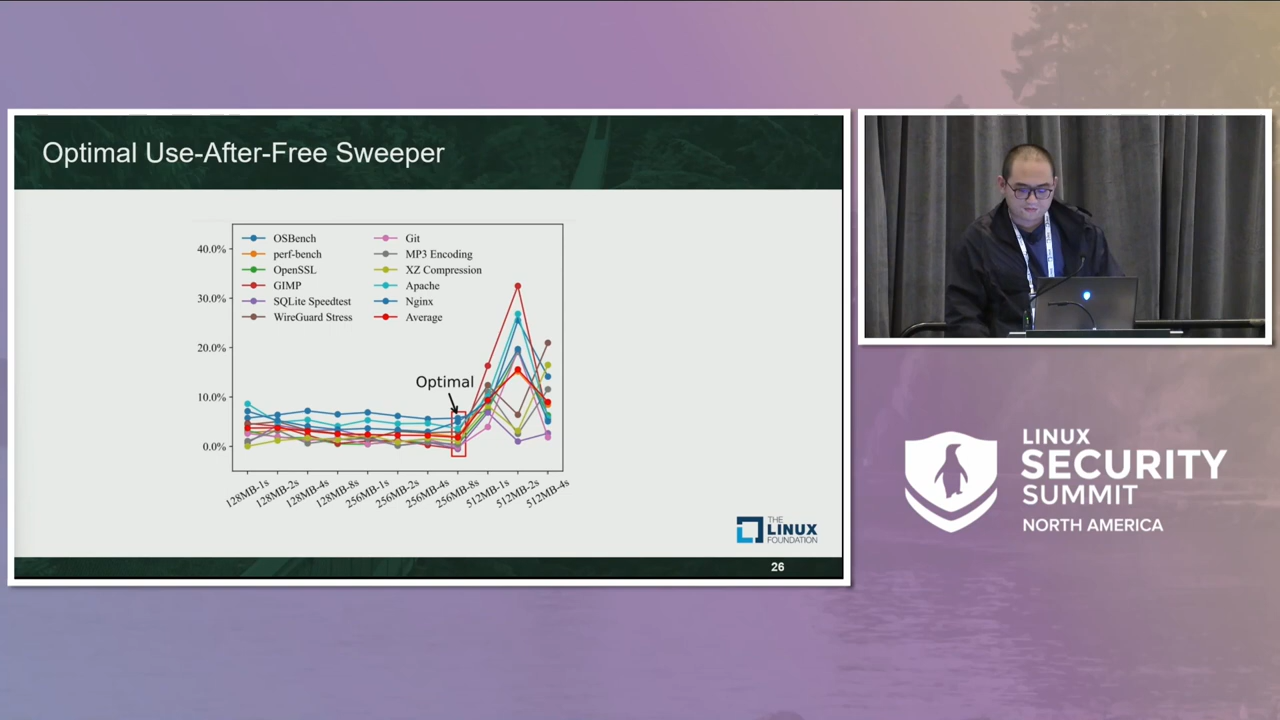 Optimal Use-After-Free Sweeper
OSBench
perf-bench
OpenSSL
GIMP
SQLite Speedtest
WireGuard Stress
Git
MP3 Encoding
XZ Compression
Apache
Nginx
Average
40.0%
30.0%
20.0%
10.0%
0.0%
Optimal
128MB-1s
128MB-2s
128MB-4s
128MB-8s
256MB-1s
256MB-2s
256MB-4s
256MB-8s
512MB-1s
512MB-2s
512MB-4s
THE
LINUX
FOUNDATION
26
LINUX
SECURITY
SUMMIT
NORTH AMERICA